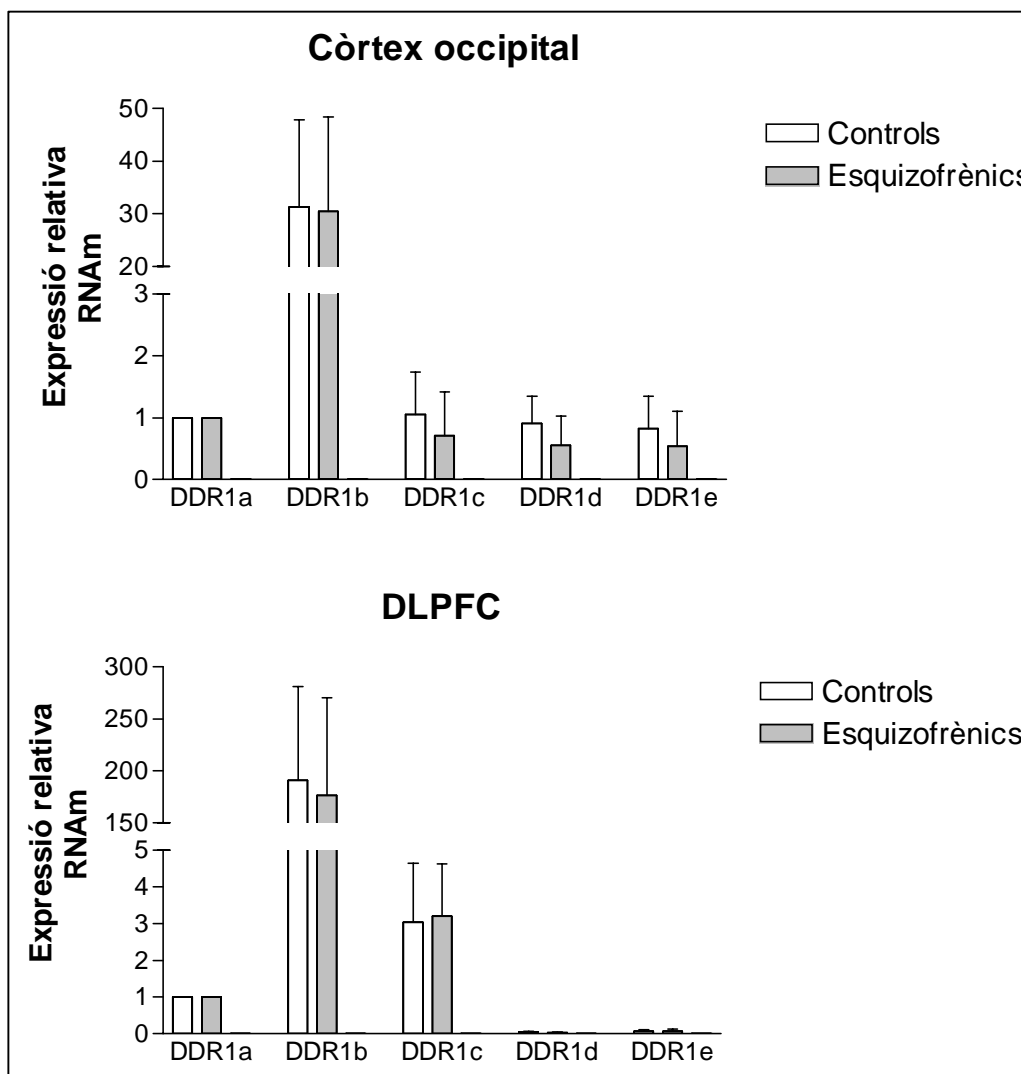 Còrtex occipital
Expressió relativa
RNAm
50
40
30
20
3
2
1
0
DDR1a DDR1b DDR1c DDR1d DDR1e
Controls
Esquizofrènics
DLPFC
Expressió relativa
RNAm
300
250
200
150
5
4
3
2
1
0
DDR1a DDR1b DDR1c DDR1d DDR1e
Controls
Esquizofrènics